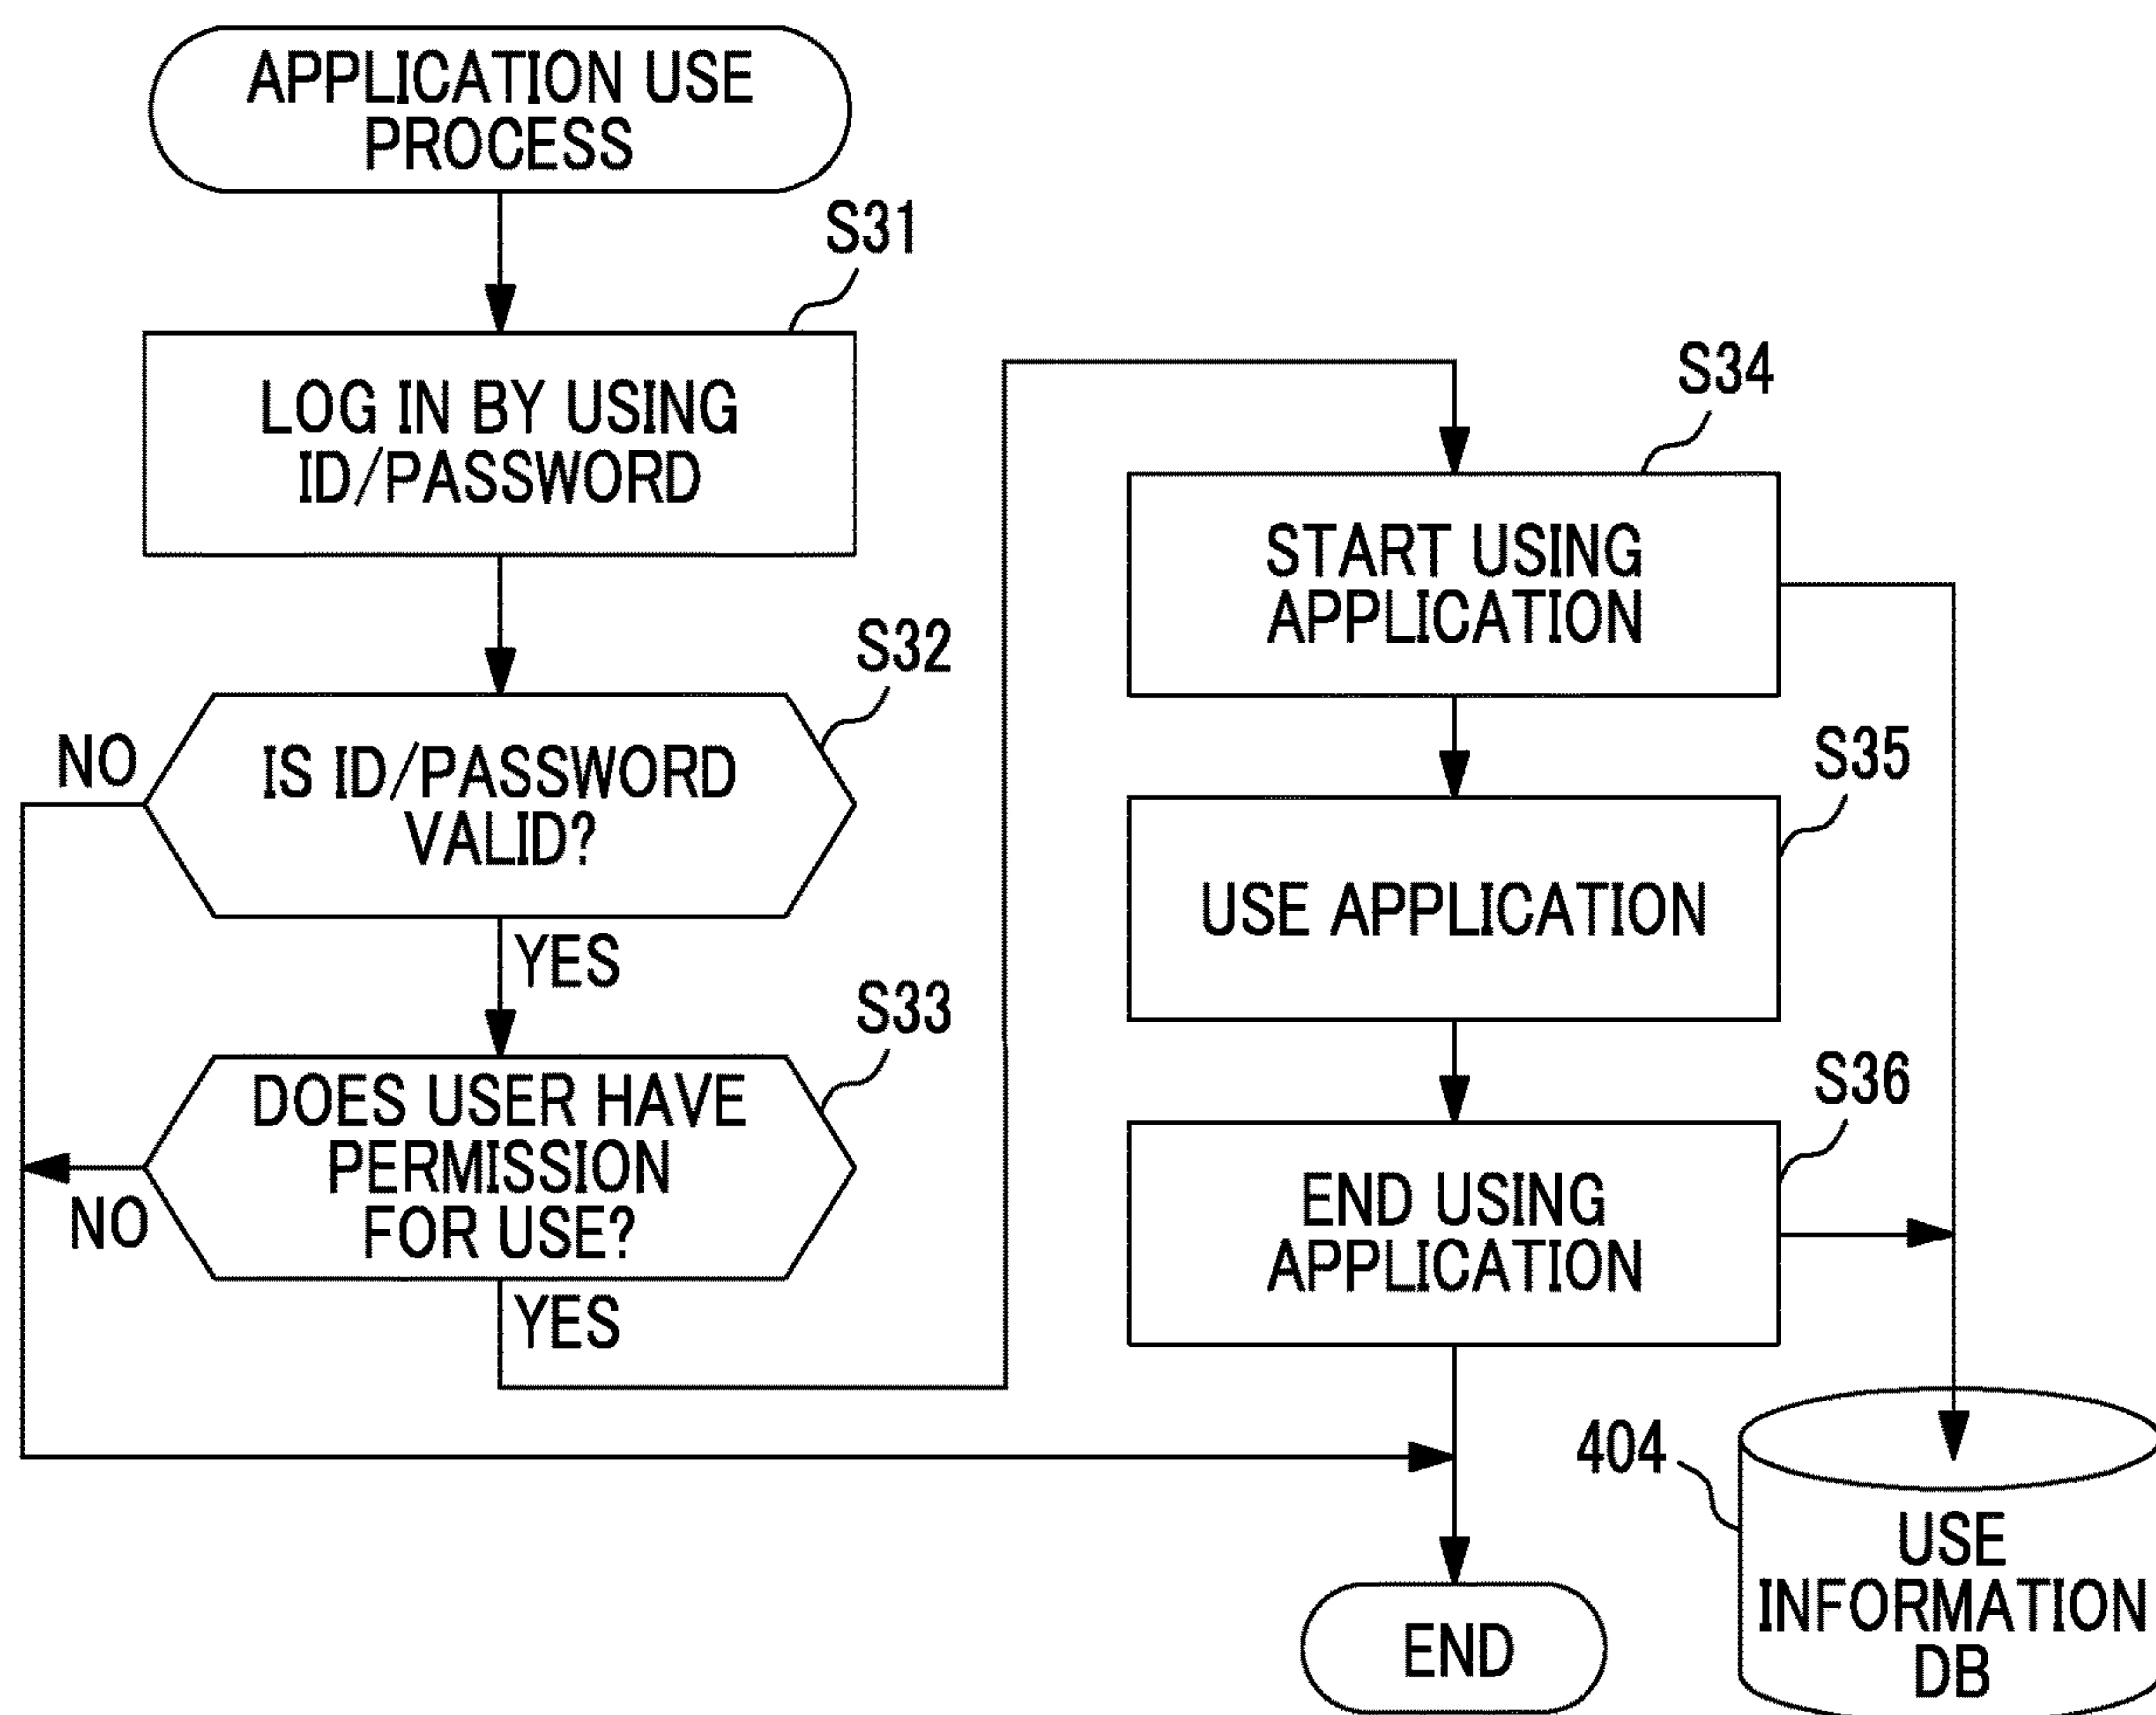 APPLICATION USE
PROCESS
S31
LOG IN BY USING
ID/PASSWORD
S32
NO
IS ID/PASSWORD
VALID?
YES
S33
DOES USER HAVE
PERMISSION
FOR USE?
NO
YES
S34
START USING
APPLICATION
S35
USE APPLICATION
S36
END USING
APPLICATION
404
USE
INFORMATION
DB
END